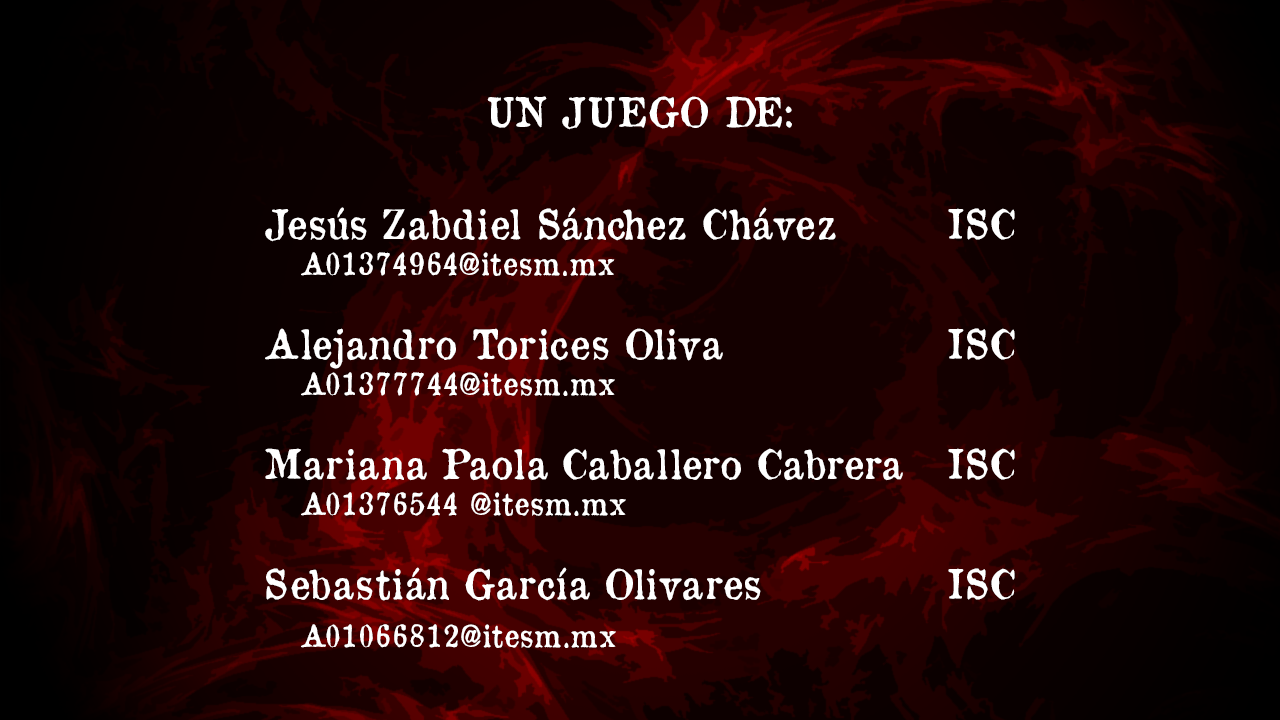 UN JUEGO DE:
Jesús Zabdiel Sánchez Chávez ISC
A01374964@itesm.mx
Alejandro Torices Oliva ISC
A01377744@itesm.mx
Mariana Paola Caballero Cabrera ISC
A01376544 @itesm.mx
Sebastián García Olivares ISC
A01066812@itesm.mx